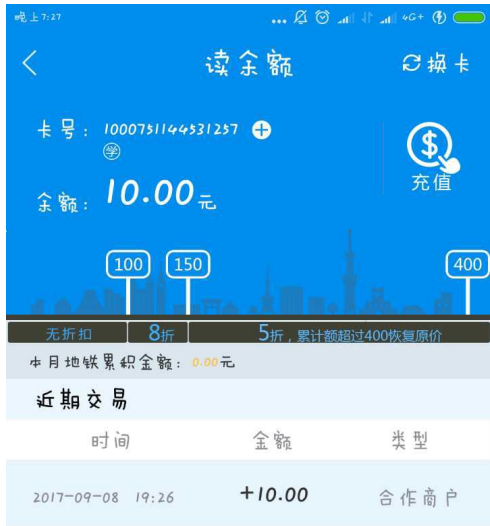 晚上7:27 ... 4G+
读余额 换卡
卡号: 1000751144531257
学
充值
余额: 10.00元
100 150 400
无折扣 8折 5折，累计额超过400恢复原价
本月地铁累积金额: 0.00元
近期交易
时间 金额 类型
2017-09-08 19:26 +10.00 合作商户